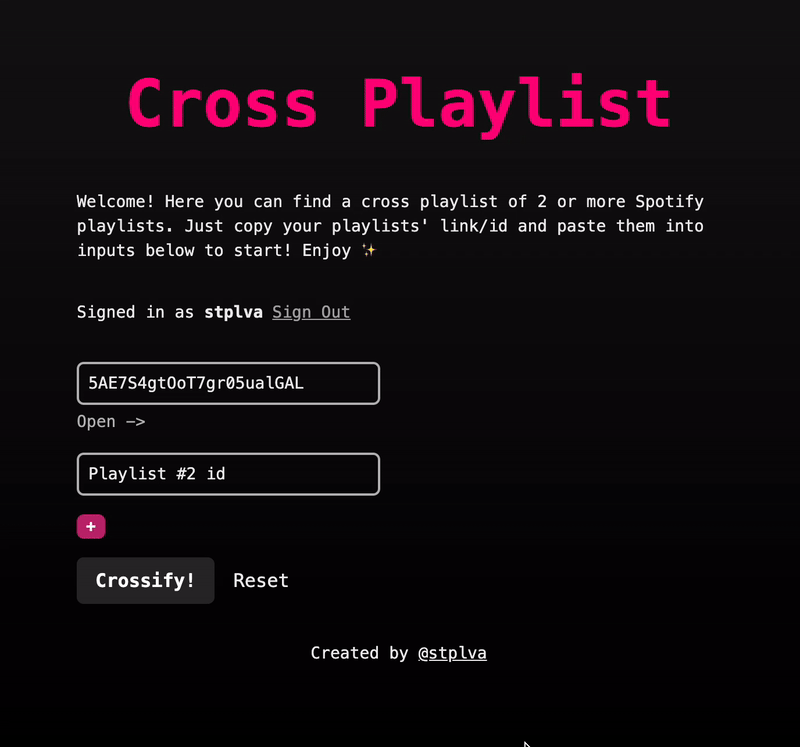 Cross Playlist
Welcome! Here you can find a cross playlist of 2 or more Spotify
playlists. Just copy your playlists' link/id and paste them into
inputs below to start! Enjoy ✨
Signed in as stplva Sign Out
5AE7S4gtOoT7gr05ualGAL
Open —>
Playlist #2 id
+
Crossify! Reset
Created by @stplva